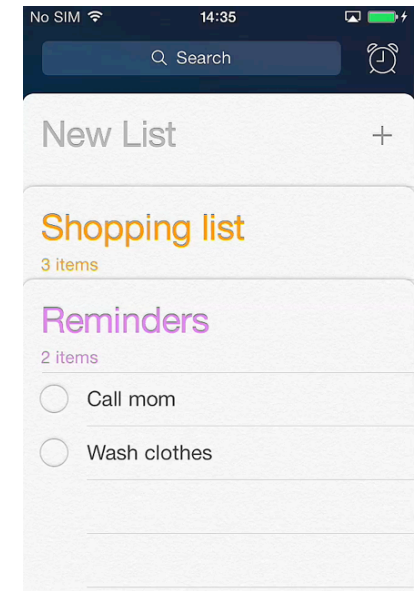 No SIM 14:35
Search
New List
Shopping list
3 items
Reminders
2 items
Call mom
Wash clothes